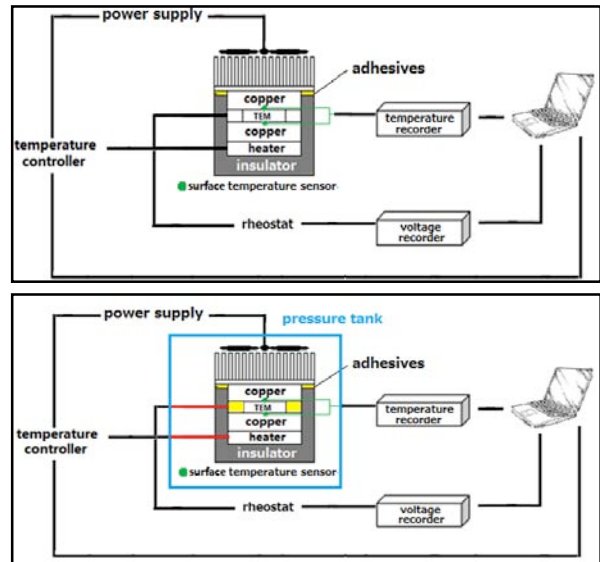 power supply
adhesives
copper
TEM
copper
heater
insulator
temperature
controller
temperature
recorder
surface temperature sensor
rheostat
voltage
recorder
power supply
pressure tank
adhesives
copper
TEM
copper
heater
insulator
temperature
controller
temperature
recorder
surface temperature sensor
rheostat
voltage
recorder